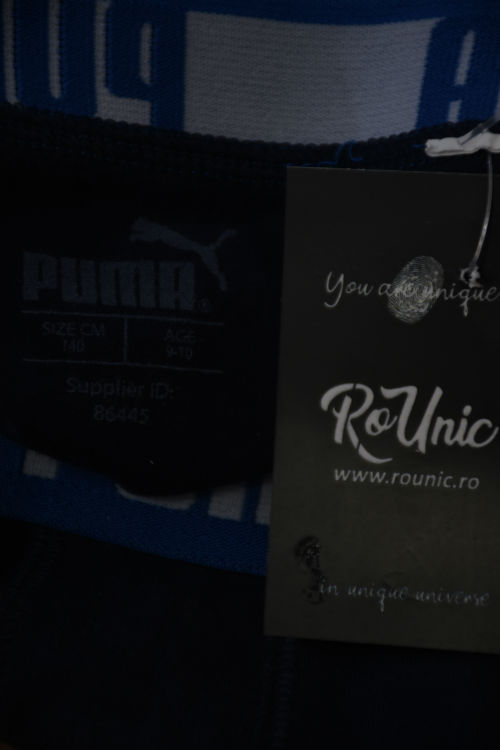 PUMA
SIZE CM
140
AGE
9-10
Supplier ID:
86445
You are unique
RoUnic
www.rounic.ro
in unique universe